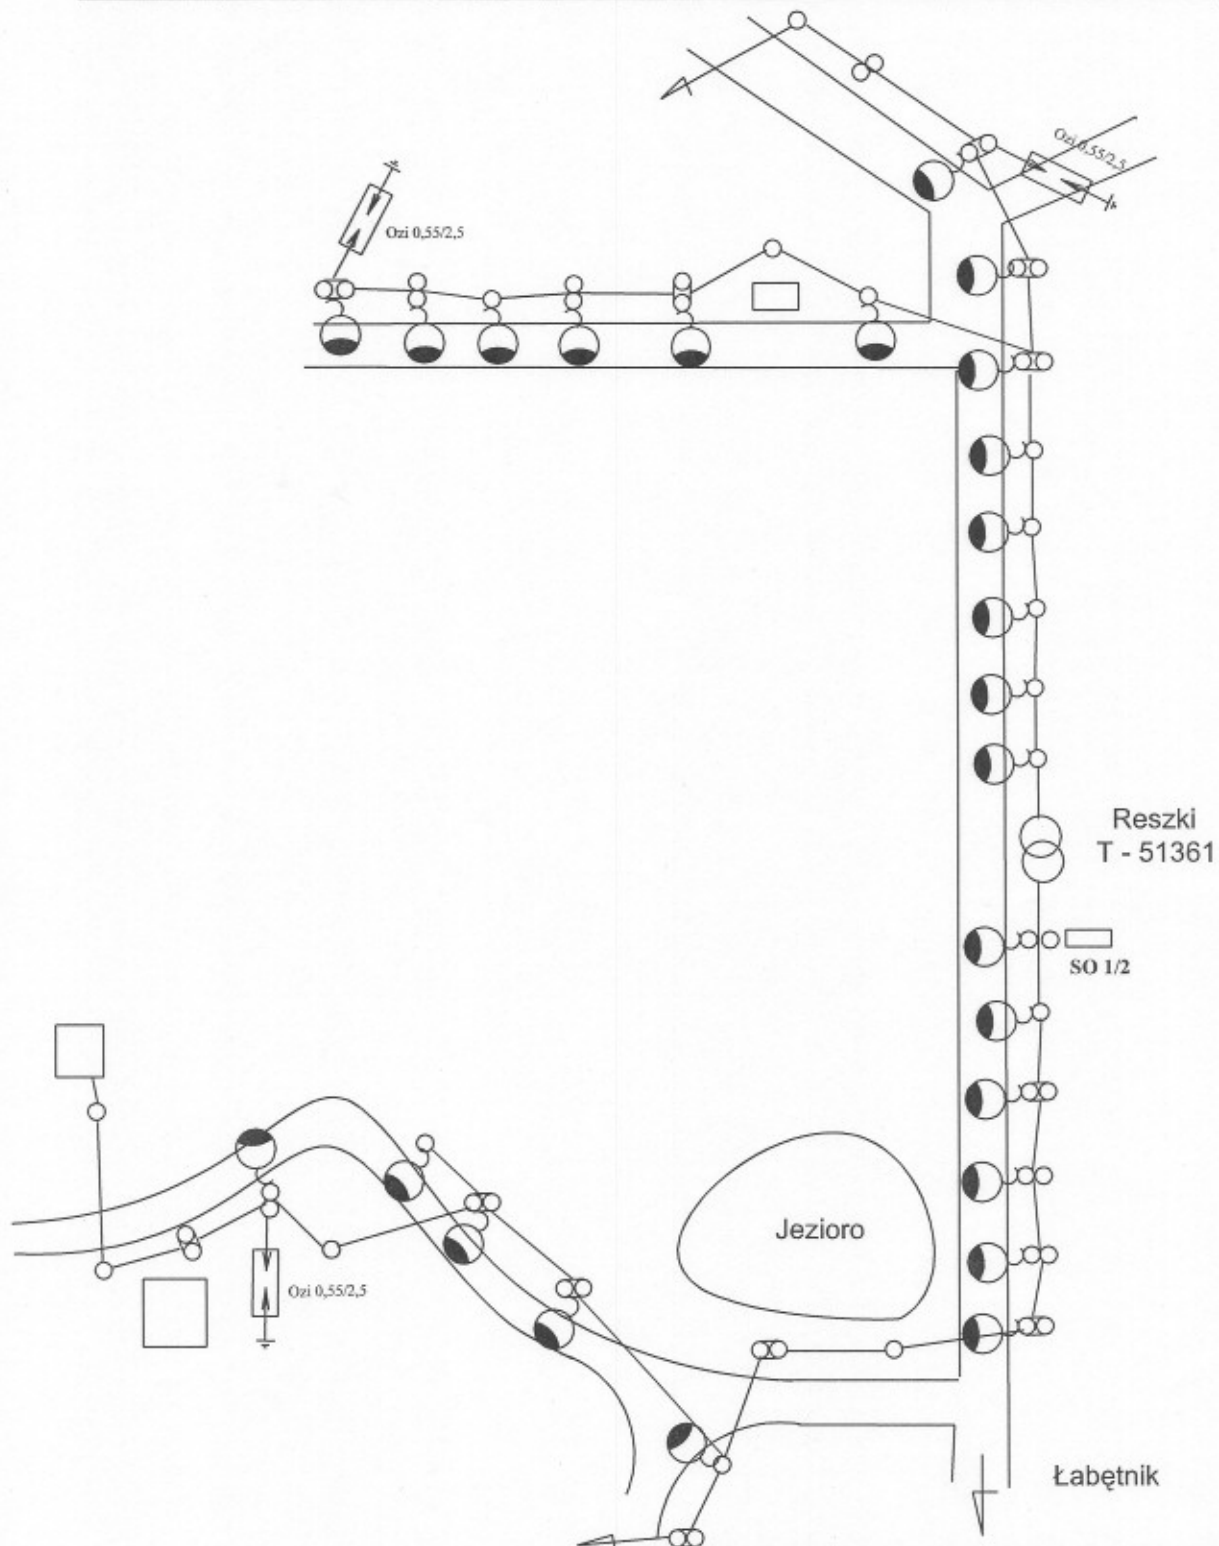 Ozi 0,55/2,5
Ozi 0,55/2,5
Reszki
T - 51361
SO 1/2
Jezioro
Ozi 0,55/2,5
Łabętnik